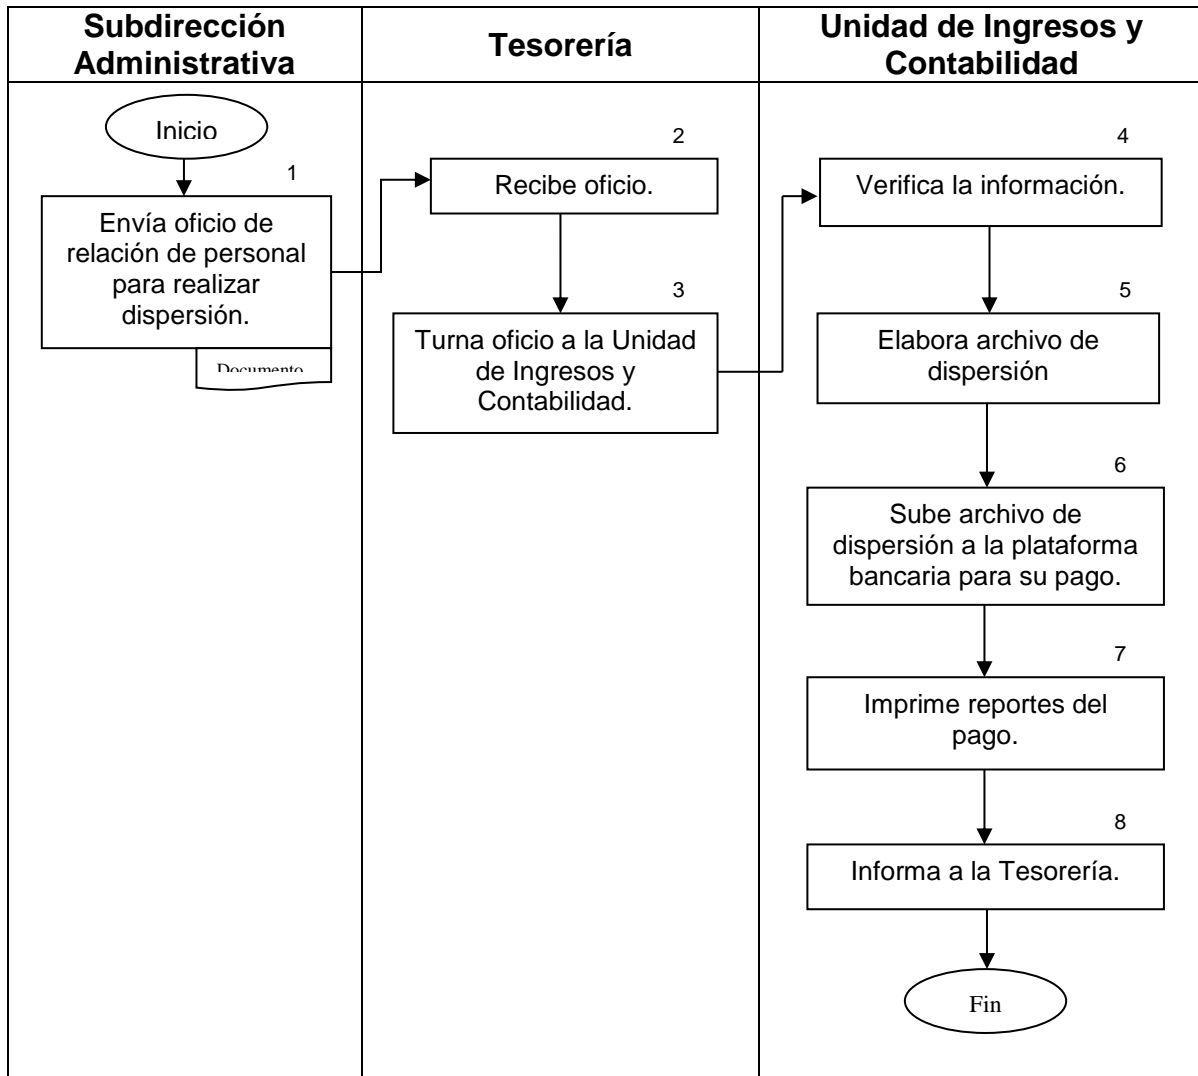 Subdirección
Administrativa
Tesorería
Unidad de Ingresos y
Contabilidad
Inicio
1
Envía oficio de
relación de personal
para realizar
dispersión.
Documento
2
Recibe oficio.
3
Turna oficio a la Unidad
de Ingresos y
Contabilidad.
4
Verifica la información.
5
Elabora archivo de
dispersión
6
Sube archivo de
dispersión a la plataforma
bancaria para su pago.
7
Imprime reportes del
pago.
8
Informa a la Tesorería.
Fin